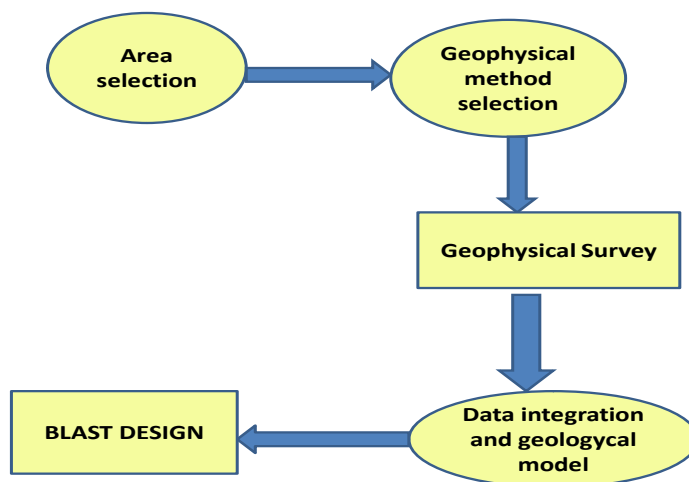 Area
selection
Geophysical
method
selection
Geophysical Survey
Data integration
and geologycal
model
BLAST DESIGN